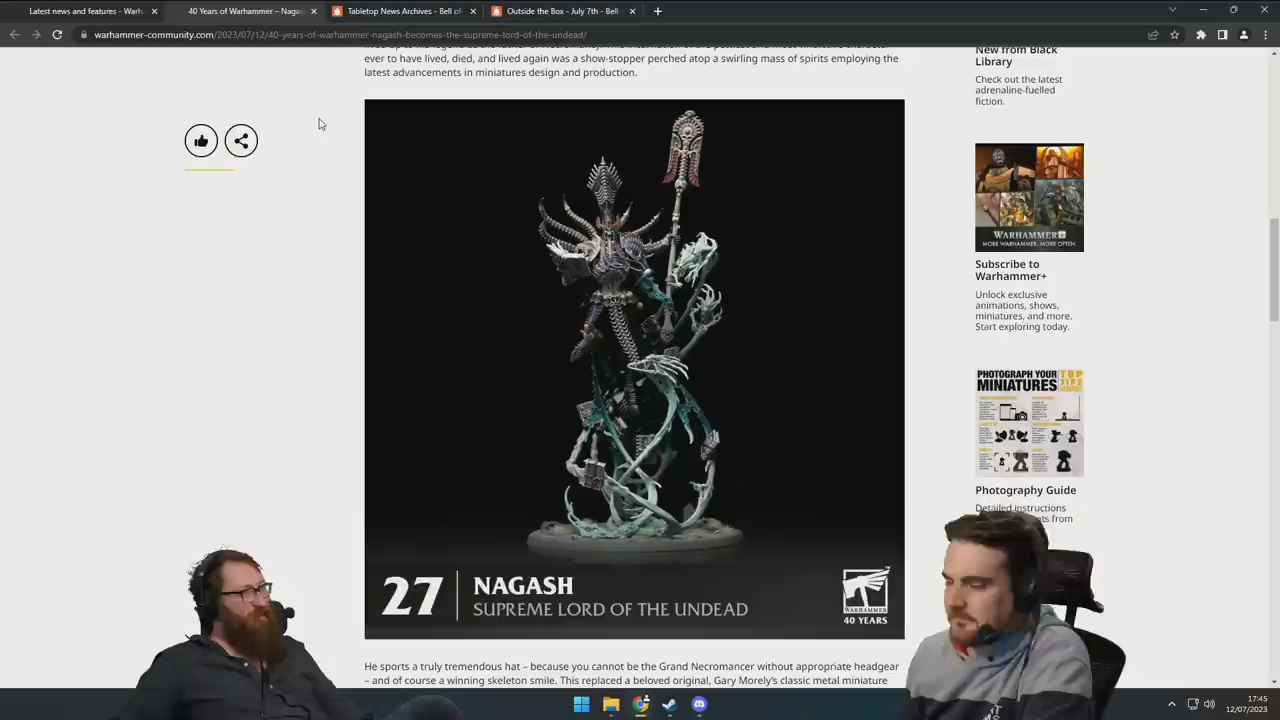 Latest news and features - Warh
40 Years of Warhammer – Nagas
Tabletop News Archives - Bell of
Outside the Box - July 7th - Bell
warhammer-community.com/2023/07/12/40-years-of-warhammer-nagash-becomes-the-supreme-lord-of-the-undead/
ever to have lived, died, and lived again was a show-stopper perched atop a swirling mass of spirits employing the
latest advancements in miniatures design and production.
27
NAGASH
SUPREME LORD OF THE UNDEAD
WARHAMMER
40 YEARS
He sports a truly tremendous hat – because you cannot be the Grand Necromancer without appropriate headgear
– and of course a winning skeleton smile. This replaced a beloved original, Gary Morely's classic metal miniature
New from Black
Library
Check out the latest
adrenaline-fuelled
fiction.
WARHAMMER+
MORE WARHAMMER. MORE OFTEN.
Subscribe to
Warhammer+
Unlock exclusive
animations, shows,
miniatures, and more.
Start exploring today.
PHOTOGRAPH YOUR
MINIATURES
TOP
TIPS
Photography Guide
Detailed instructions
from
17:45
12/07/2023